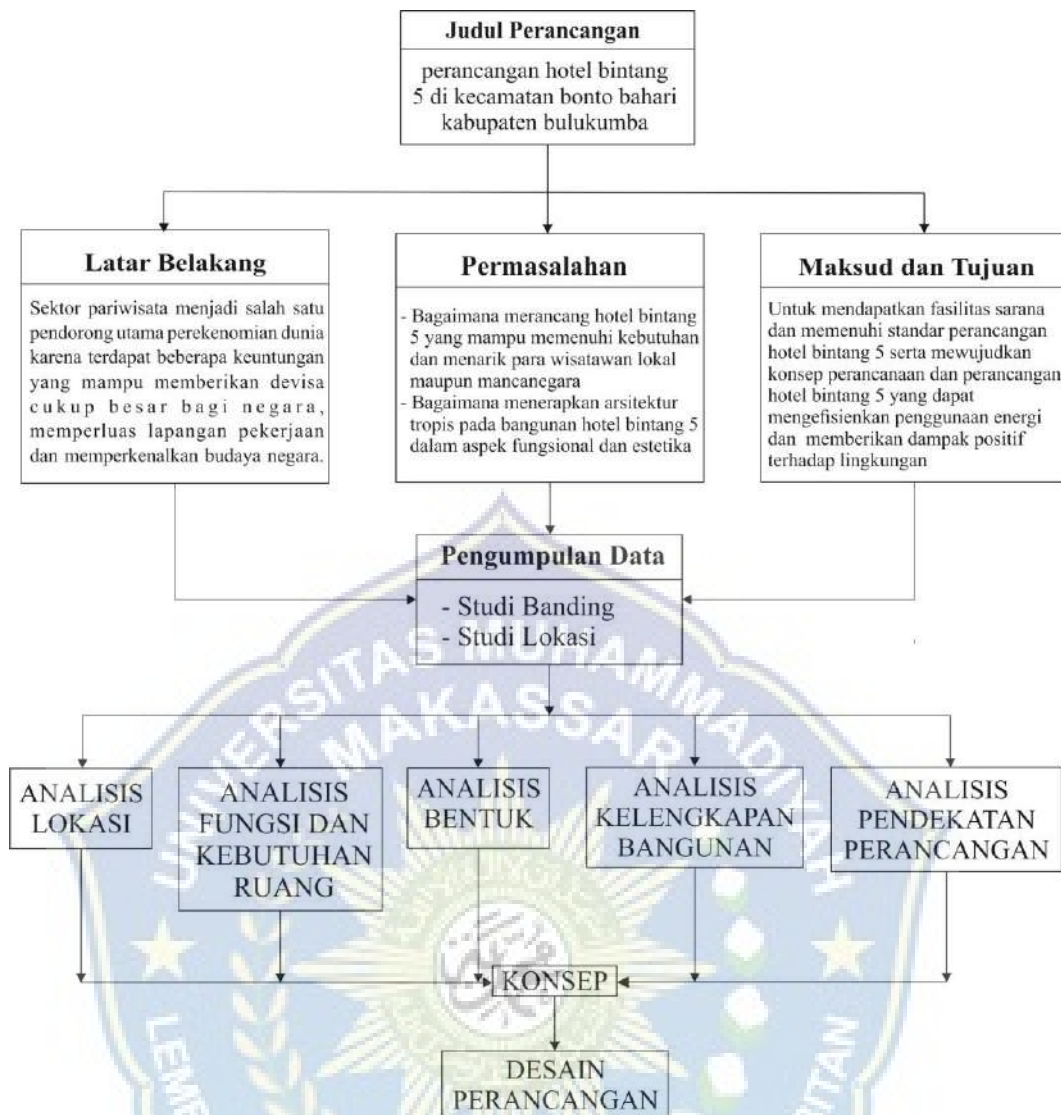 Judul Perancangan
perancangan hotel bintang
5 di kecamatan bonto bahari
kabupaten bulukumba
Latar Belakang
Sektor pariwisata menjadi salah satu
pendorong utama perekenomian dunia
karena terdapat beberapa keuntungan
yang mampu memberikan devisa
cukup besar bagi negara,
memperluas lapangan pekerjaan
dan memperkenalkan budaya negara.
Permasalahan
- Bagaimana merancang hotel bintang
5 yang mampu memenuhi kebutuhan
dan menarik para wisatawan lokal
maupun mancanegara
- Bagaimana menerapkan arsitektur
tropis pada bangunan hotel bintang 5
dalam aspek fungsional dan estetika
Maksud dan Tujuan
Untuk mendapatkan fasilitas sarana
dan memenuhi standar perancangan
hotel bintang 5 serta mewujudkan
konsep perancanaan dan perancangan
hotel bintang 5 yang dapat
mengefisienkan penggunaan energi
dan memberikan dampak positif
terhadap lingkungan
Pengumpulan Data
- Studi Banding
- Studi Lokasi
UNIVERSITAS MUHAMMADIYAH
MAKASSAR
ANALISIS
LOKASI
ANALISIS
FUNGSI DAN
KEBUTUHAN
RUANG
ANALISIS
BENTUK
ANALISIS
KELENGKAPAN
BANGUNAN
ANALISIS
PENDEKATAN
PERANCANGAN
KONSEP
DESAIN
PERANCANGAN